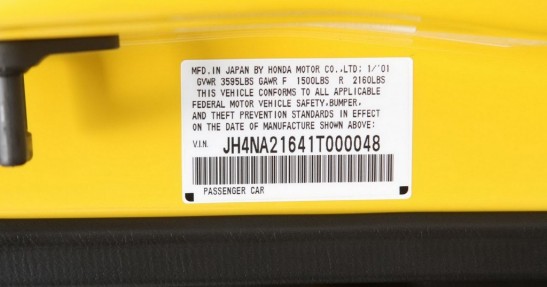 MFD. IN JAPAN BY HONDA MOTOR CO., LTD: 1/'01
GVWR 3595LBS GAWR F 1500LBS R 2160LBS
THIS VEHICLE CONFORMS TO ALL APPLICABLE
FEDERAL MOTOR VEHICLE SAFETY, BUMPER,
AND THEFT PREVENTION STANDARDS IN EFFECT
ON THE DATE OF MANUFACTURE SHOWN ABOVE.
V.I.N. JH4NA21641T000048
PASSENGER CAR